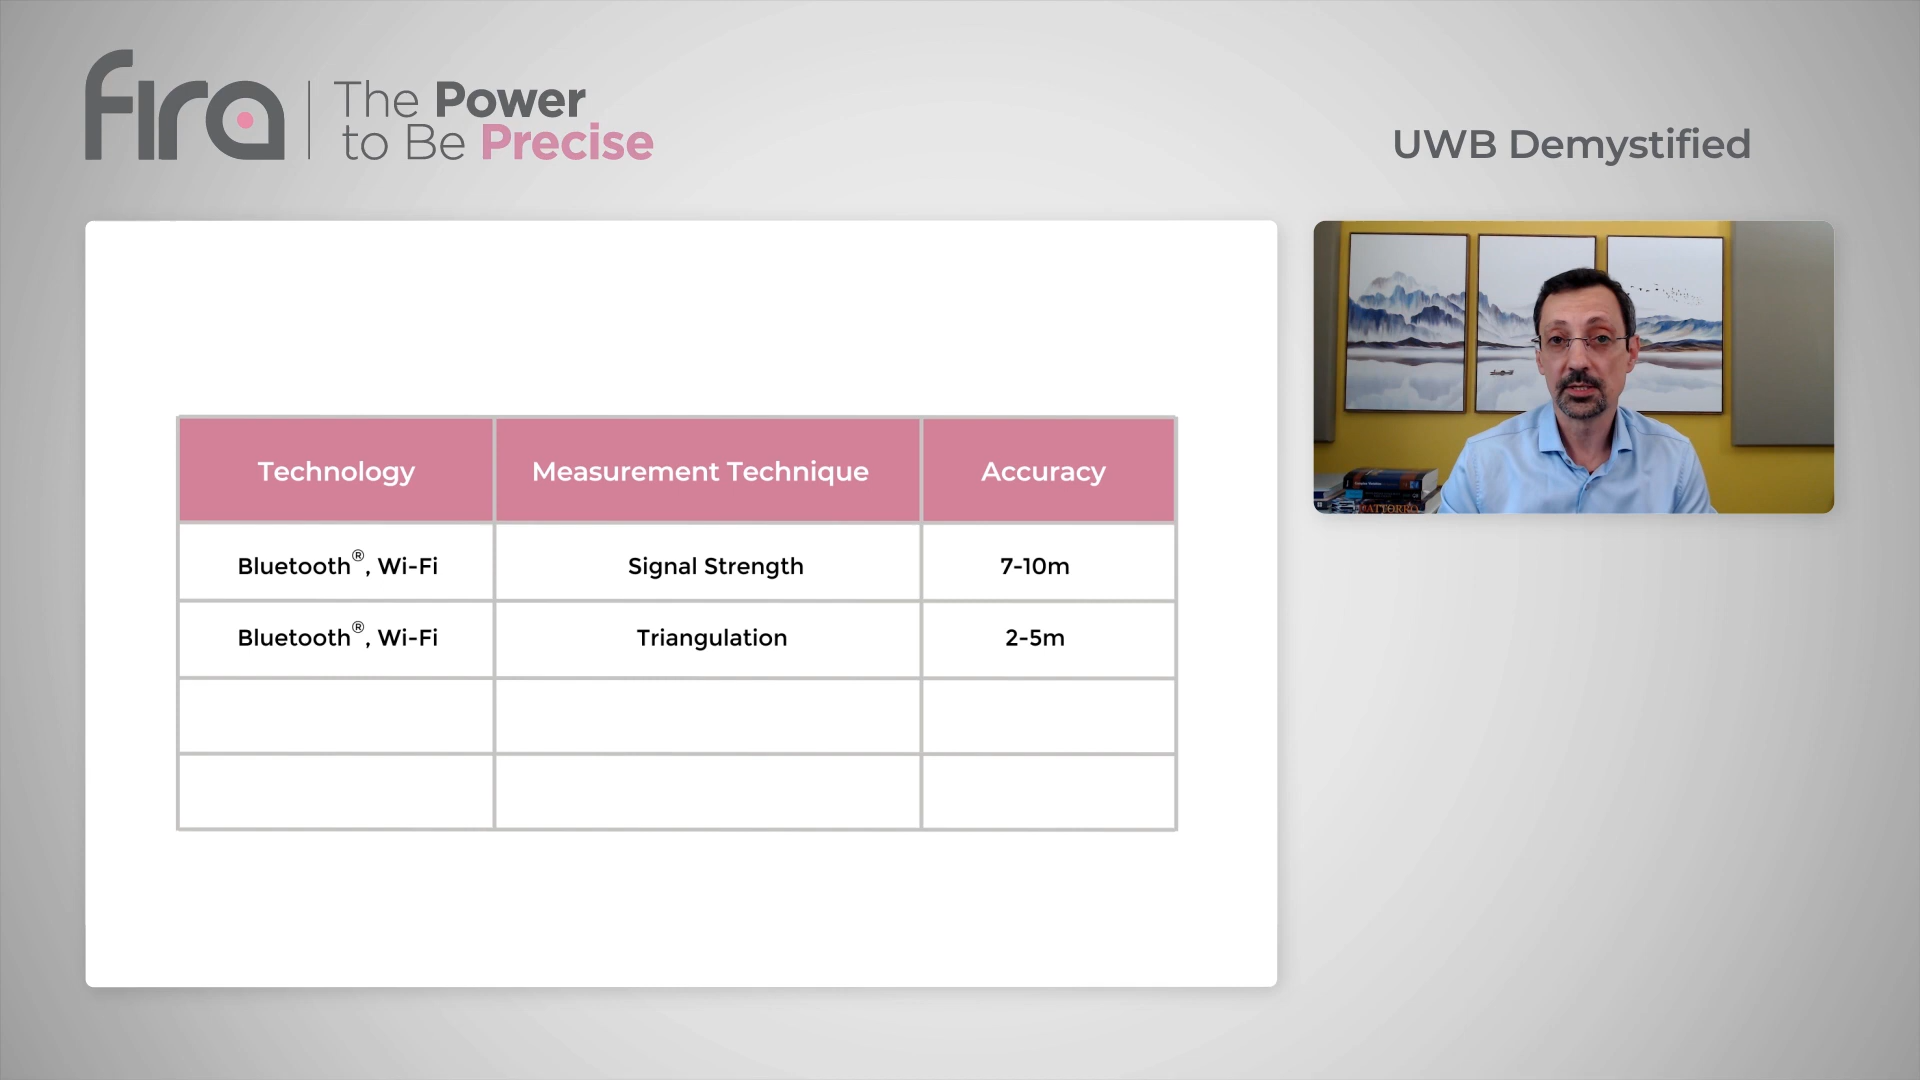 fira
The Power
to Be Precise
UWB Demystified
Technology
Measurement Technique
Accuracy
Bluetooth®, Wi-Fi
Signal Strength
7-10m
Bluetooth®, Wi-Fi
Triangulation
2-5m
DATTORRO